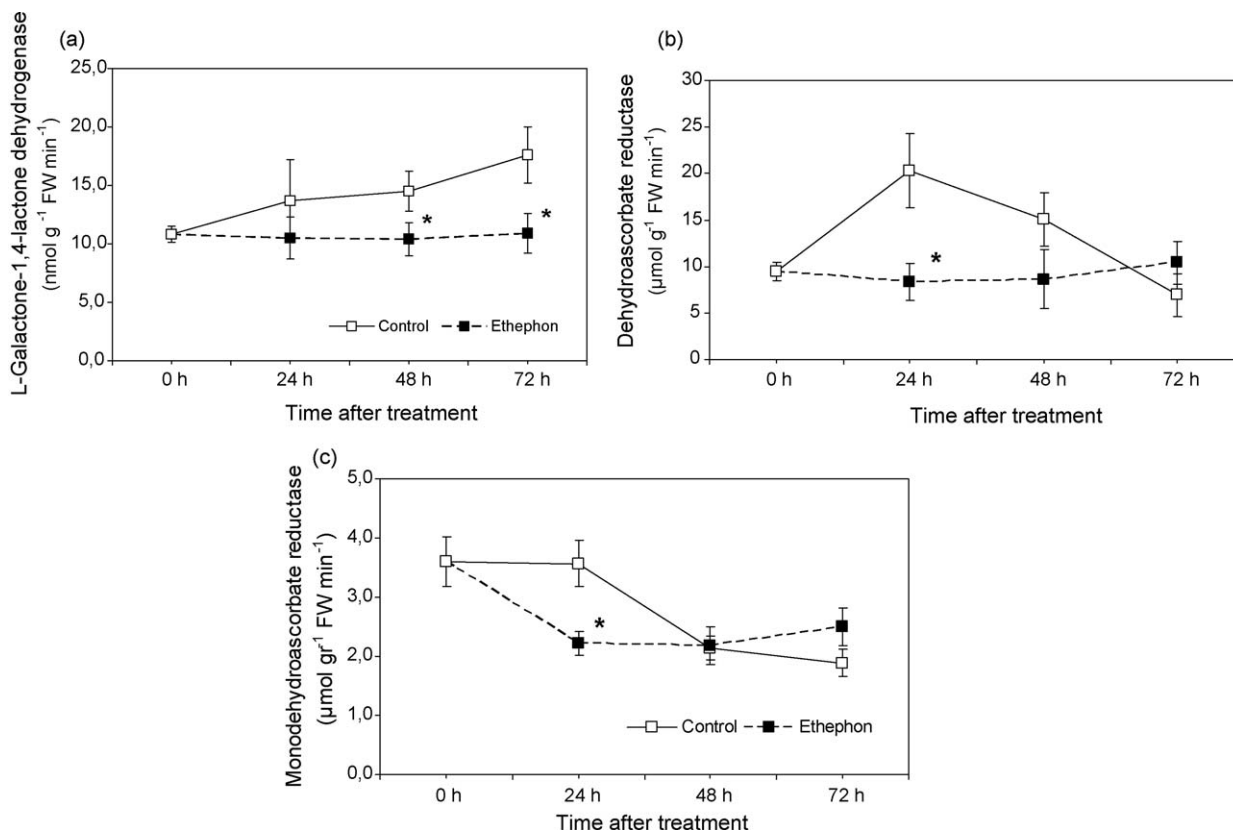 (a)
L-Galactone-1,4-lactone dehydrogenase
(nmol g⁻¹ FW min⁻¹)
25,0
20,0
15,0
10,0
5,0
0,0
*
*
Control
Ethephon
0 h
24 h
48 h
72 h
Time after treatment
(b)
Dehydroascorbate reductase
(µmol g⁻¹ FW min⁻¹)
30
25
20
15
10
5
0
*
0 h
24 h
48 h
72 h
Time after treatment
(c)
Monodehydroascorbate reductase
(µmol gr⁻¹ FW min⁻¹)
5,0
4,0
3,0
2,0
1,0
0,0
*
Control
Ethephon
0 h
24 h
48 h
72 h
Time after treatment